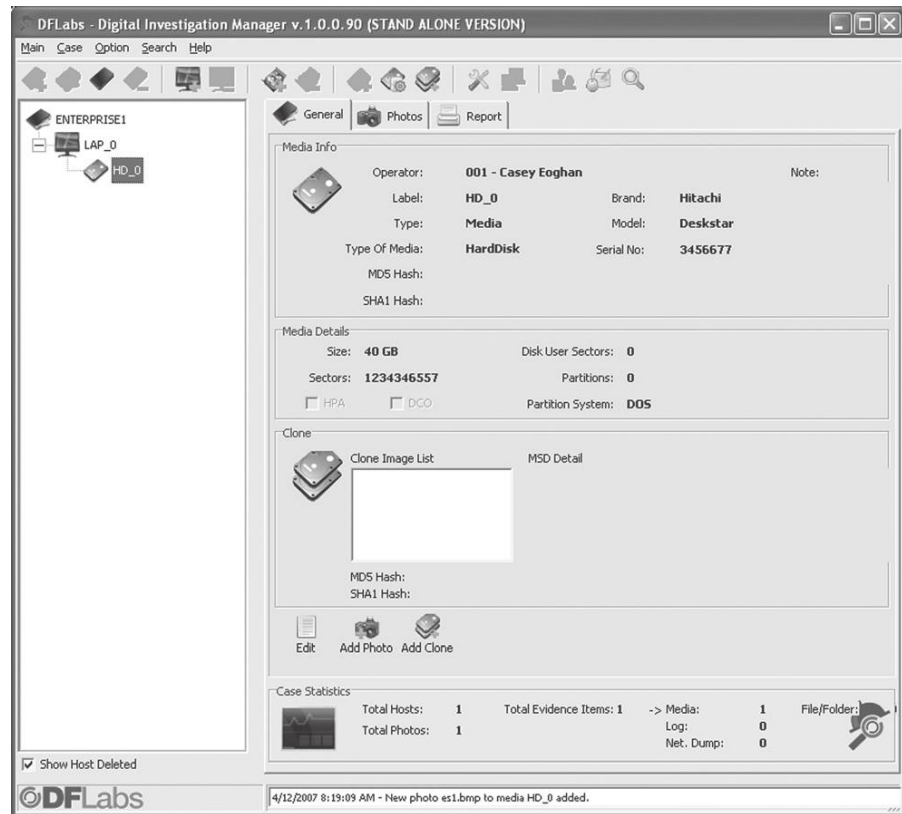 DFLabs - Digital Investigation Manager v.1.0.0.90 (STAND ALONE VERSION)
Main Case Option Search Help
ENTERPRISE1
LAP_0
HD_0
General Photos Report
Media Info
Operator: 001 - Casey Eoghan Note:
Label: HD_0 Brand: Hitachi
Type: Media Model: Deskstar
Type Of Media: HardDisk Serial No: 3456677
MD5 Hash:
SHA1 Hash:
Media Details
Size: 40 GB Disk User Sectors: 0
Sectors: 1234346557 Partitions: 0
HPA DCO Partition System: DOS
Clone
Clone Image List MSD Detail
MD5 Hash:
SHA1 Hash:
Edit Add Photo Add Clone
Case Statistics
Total Hosts: 1 Total Evidence Items: 1 -> Media: 1 File/Folder:
Total Photos: 1 Log: 0
Net. Dump: 0
Show Host Deleted
DFLabs
4/12/2007 8:19:09 AM - New photo es1.bmp to media HD_0 added.